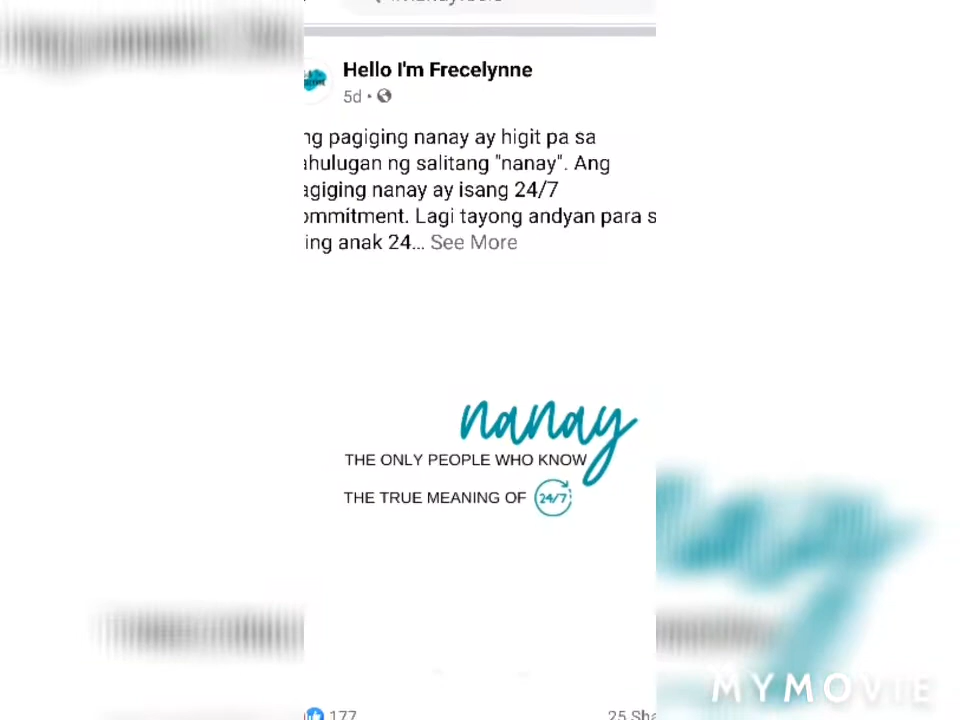 Hello I'm Frecelynne
5d
ng pagiging nanay ay higit pa sa
ahulugan ng salitang "nanay". Ang
agiging nanay ay isang 24/7
ommitment. Lagi tayong andyan para s
ing anak 24... See More
nanay
THE ONLY PEOPLE WHO KNOW
THE TRUE MEANING OF 24/7
177
25 Sha
MYMOVIE